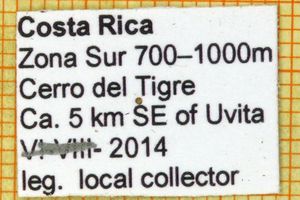 Costa Rica
Zona Sur 700–1000m
Cerro del Tigre
Ca. 5 km SE of Uvita
VI-VIII- 2014
leg. local collector